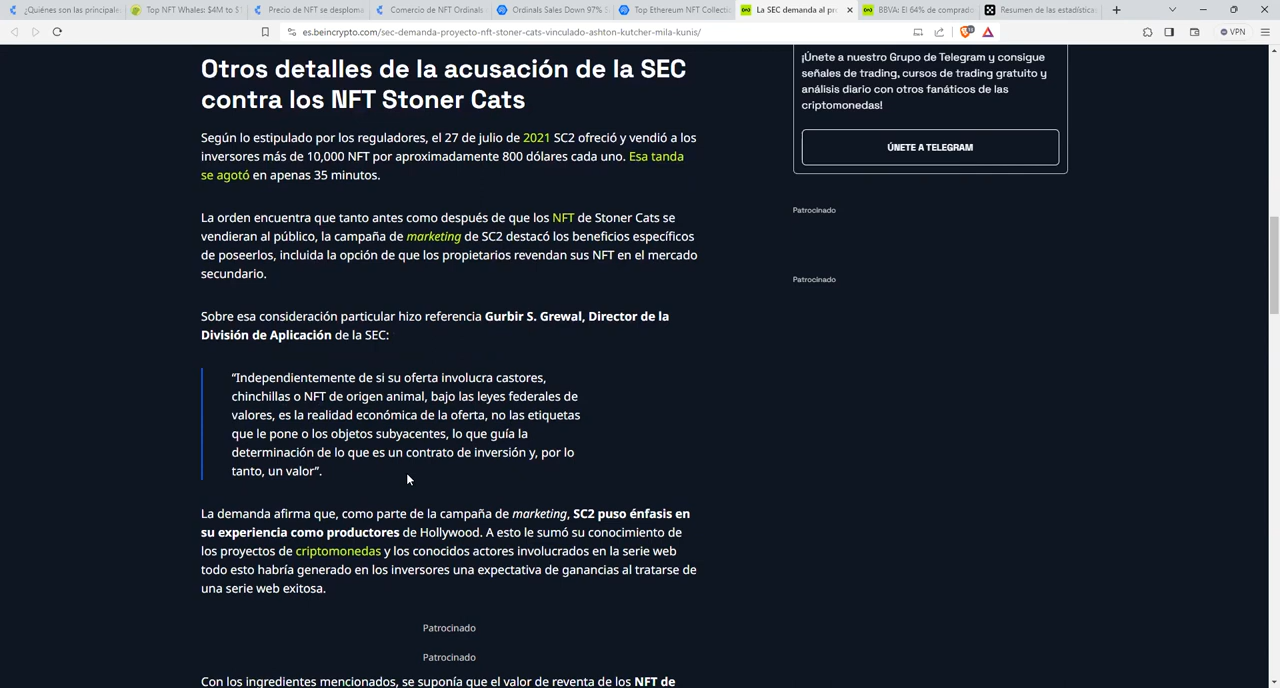 ¿Quiénes son las principale
Top NFT Whales: $4M to $1
Precio de NFT se desploma
Comercio de NFT Ordinals
Ordinals Sales Down 97% S
Top Ethereum NFT Collecti
La SEC demanda al pr
BBVA: El 64% de comprado
Resumen de las estadística
es.beincrypto.com/sec-demanda-proyecto-nft-stoner-cats-vinculado-ashton-kutcher-mila-kunis/
VPN
Otros detalles de la acusación de la SEC
contra los NFT Stoner Cats
Según lo estipulado por los reguladores, el 27 de julio de 2021 SC2 ofreció y vendió a los
inversores más de 10,000 NFT por aproximadamente 800 dólares cada uno. Esa tanda
se agotó en apenas 35 minutos.
La orden encuentra que tanto antes como después de que los NFT de Stoner Cats se
vendieran al público, la campaña de marketing de SC2 destacó los beneficios específicos
de poseerlos, incluida la opción de que los propietarios revendan sus NFT en el mercado
secundario.
Sobre esa consideración particular hizo referencia Gurbir S. Grewal, Director de la
División de Aplicación de la SEC:
“Independientemente de si su oferta involucra castores,
chinchillas o NFT de origen animal, bajo las leyes federales de
valores, es la realidad económica de la oferta, no las etiquetas
que le pone o los objetos subyacentes, lo que guía la
determinación de lo que es un contrato de inversión y, por lo
tanto, un valor”.
La demanda afirma que, como parte de la campaña de marketing, SC2 puso énfasis en
su experiencia como productores de Hollywood. A esto le sumó su conocimiento de
los proyectos de criptomonedas y los conocidos actores involucrados en la serie web
todo esto habría generado en los inversores una expectativa de ganancias al tratarse de
una serie web exitosa.
Patrocinado
Patrocinado
Con los ingredientes mencionados, se suponía que el valor de reventa de los NFT de
¡Únete a nuestro Grupo de Telegram y consigue
señales de trading, cursos de trading gratuito y
análisis diario con otros fanáticos de las
criptomonedas!
ÚNETE A TELEGRAM
Patrocinado
Patrocinado